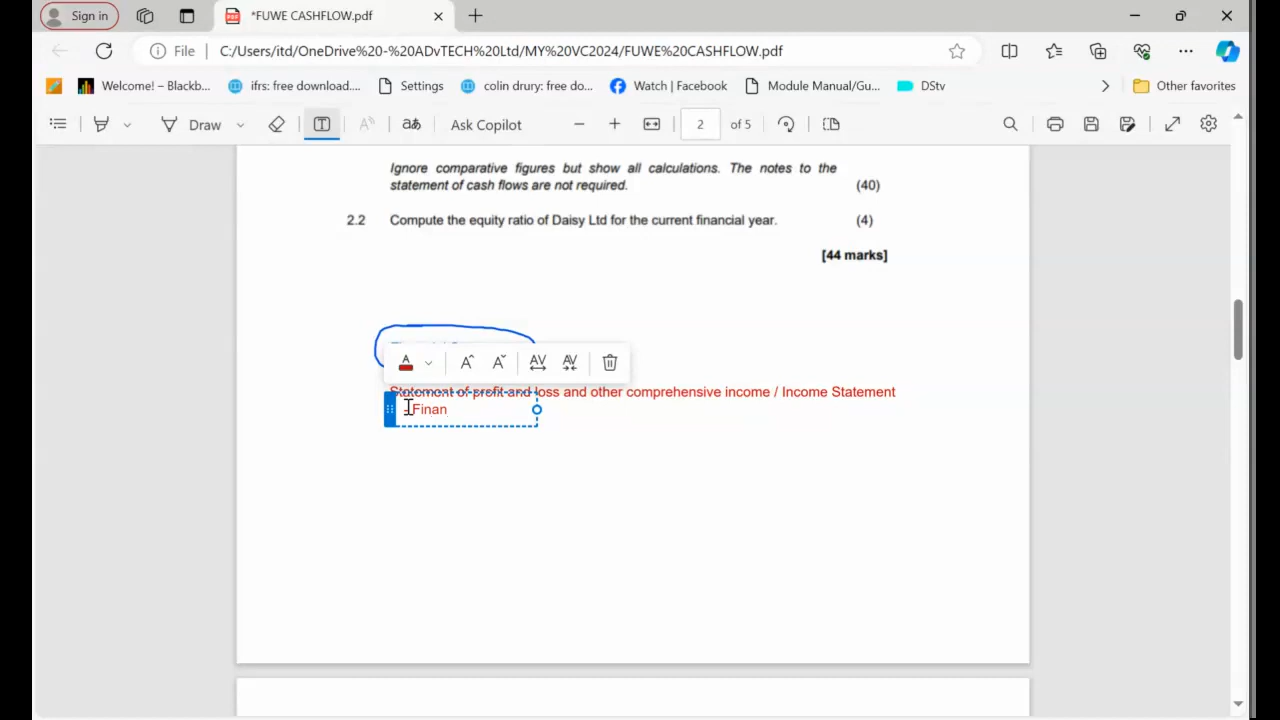 Sign in
*FUWE CASHFLOW.pdf
File
C:/Users/itd/OneDrive%20-%20ADvTECH%20Ltd/MY%20VC2024/FUWE%20CASHFLOW.pdf
Welcome! – Blackb...
ifrs: free download....
Settings
colin drury: free do...
Watch | Facebook
Module Manual/Gu...
DStv
Other favorites
Draw
Ask Copilot
2
of 5
Ignore comparative figures but show all calculations. The notes to the
statement of cash flows are not required. (40)
2.2 Compute the equity ratio of Daisy Ltd for the current financial year. (4)
[44 marks]
Statement of profit and loss and other comprehensive income / Income Statement
- Finan